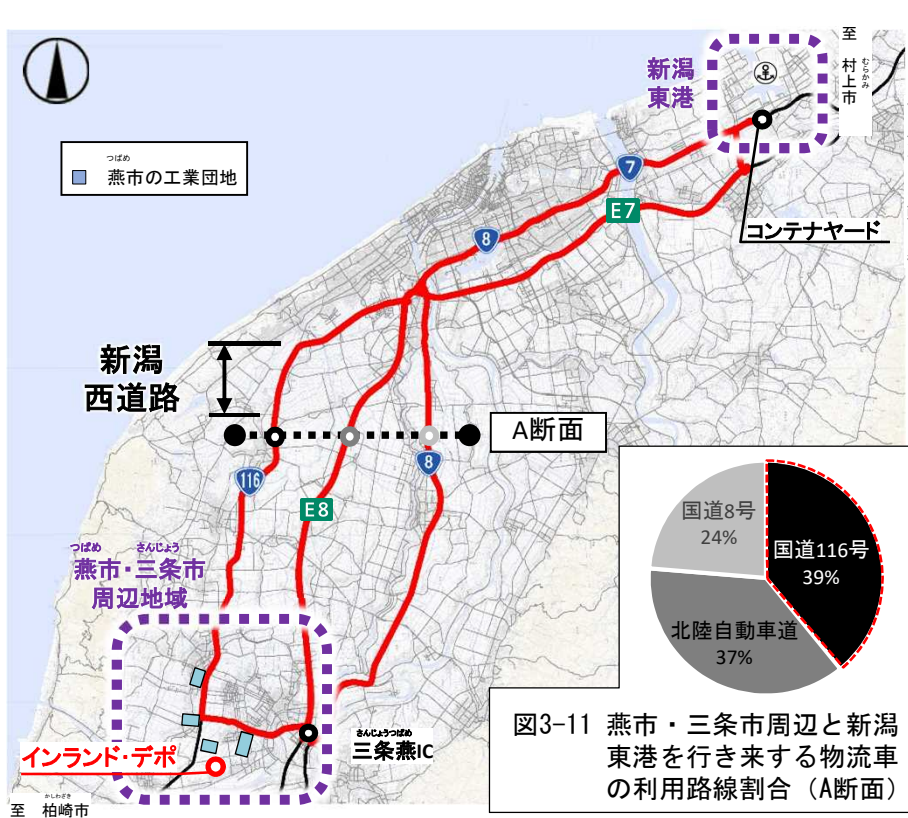 至
むらかみ
村上市
新潟
東港
つばめ
燕市の工業団地
7
E7
8
コンテナヤード
新潟
西道路
A断面
116
8
E8
つばめ さんじょう
燕市・三条市
周辺地域
国道8号
24%
国道116号
39%
北陸自動車道
37%
さんじょうつばめ
三条燕IC
インランド・デポ
かしわざき
至 柏崎市
図3-11 燕市・三条市周辺と新潟
東港を行き来する物流車
の利用路線割合（A断面）